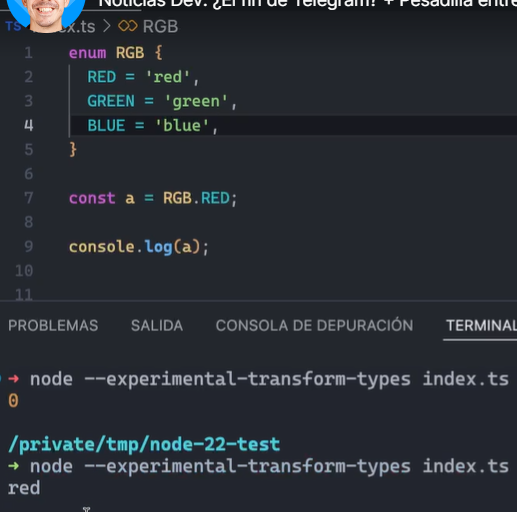 Noticias Dev: ¿El fin de Telegram? + Pesadilla entre
TS ex.ts > RGB
1 enum RGB {
2 RED = 'red',
3 GREEN = 'green',
4 BLUE = 'blue',
5 }
6
7 const a = RGB.RED;
8
9 console.log(a);
10
11
PROBLEMAS SALIDA CONSOLA DE DEPURACIÓN TERMINAL
→ node --experimental-transform-types index.ts
0
/private/tmp/node-22-test
→ node --experimental-transform-types index.ts
red